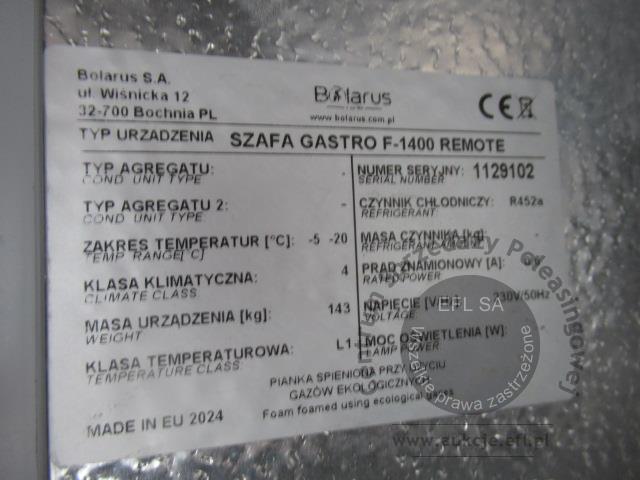 Bolarus S.A.
ul. Wiśnicka 12
32-700 Bochnia PL
Bolarus
www.bolarus.com.pl
CE
TYP URZĄDZENIA SZAFA GASTRO F-1400 REMOTE
TYP AGREGATU: -
COND UNIT TYPE
TYP AGREGATU 2: -
COND UNIT TYPE:
ZAKRES TEMPERATUR [°C]: -5 -20
TEMP RANGE[°C]
KLASA KLIMATYCZNA: 4
CLIMATE CLASS
MASA URZĄDZENIA [kg]: 143
WEIGHT
KLASA TEMPERATUROWA: L1
TEMPERATURE CLASS:
MADE IN EU 2024
NUMER SERYJNY: 1129102
SERIAL NUMBER
CZYNNIK CHŁODNICZY: R452a
REFRIGERANT
MASA CZYNNIKA [kg]
REFRIGERANT
PRĄD ZNAMIONOWY [A]:
RATED POWER
NAPIĘCIE 230V/50Hz
VOLTAGE:
MOC OŚWIETLENIA [W]:
LAMP POWER
PIANKA SPIENIONA PRZY UŻYCIU
GAZÓW EKOLOGICZNYCH
Foam foamed using ecological gases
Sprzedaży Poleasingowej
EFL SA
Wszelkie prawa zastrzeżone
www.aukcje.efl.pl